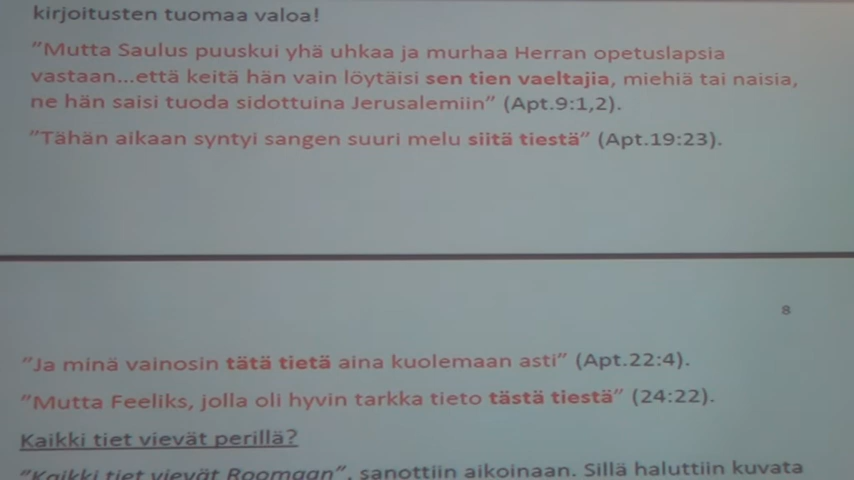 kirjoitusten tuomaa valoa!
”Mutta Saulus puuskui yhä uhkaa ja murhaa Herran opetuslapsia
vastaan...että keitä hän vain löytäisi sen tien vaeltajia, miehiä tai naisia,
ne hän saisi tuoda sidottuina Jerusalemiin” (Apt.9:1,2).
”Tähän aikaan syntyi sangen suuri melu siitä tiestä” (Apt.19:23).
8
”Ja minä vainosin tätä tietä aina kuolemaan asti” (Apt.22:4).
”Mutta Feeliks, jolla oli hyvin tarkka tieto tästä tiestä” (24:22).
Kaikki tiet vievät perillä?
”Kaikki tiet vievät Roomaan”, sanottiin aikoinaan. Sillä haluttiin kuvata